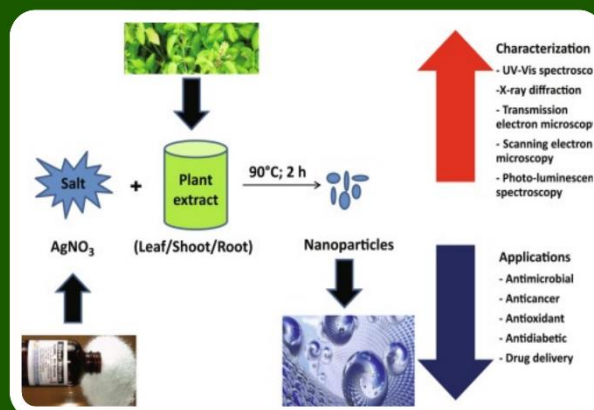 Salt
+
Plant
extract
90°C; 2 h
AgNO₃
(Leaf/Shoot/Root)
Nanoparticles
Characterization
- UV-Vis
-X-ray diffraction
- Transmission
electron
- Scanning electron
microscopy
-
spectroscopy
Applications
- Antimicrobial
- Anticancer
- Antioxidant
- Antidiabetic
- Drug delivery